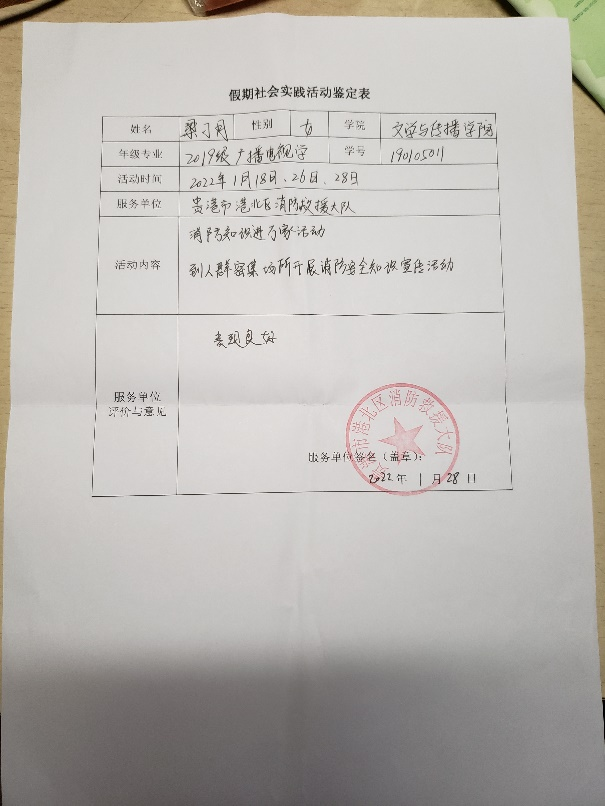 假期社会实践活动鉴定表
姓名 梁 性别 女 学院 文学与传播学院
年级专业 2019级广播电视学 学号 190105011
活动时间 2022年1月18日、26日、28日
服务单位 贵港市港北区消防救援大队
消防知识进万家活动
活动内容
到人群密集场所开展消防安全知识宣传活动
表现良好
服务单位
评价与意见
贵港市港北区消防救援大队
服务单位签名（盖章）：
2022年1月28日